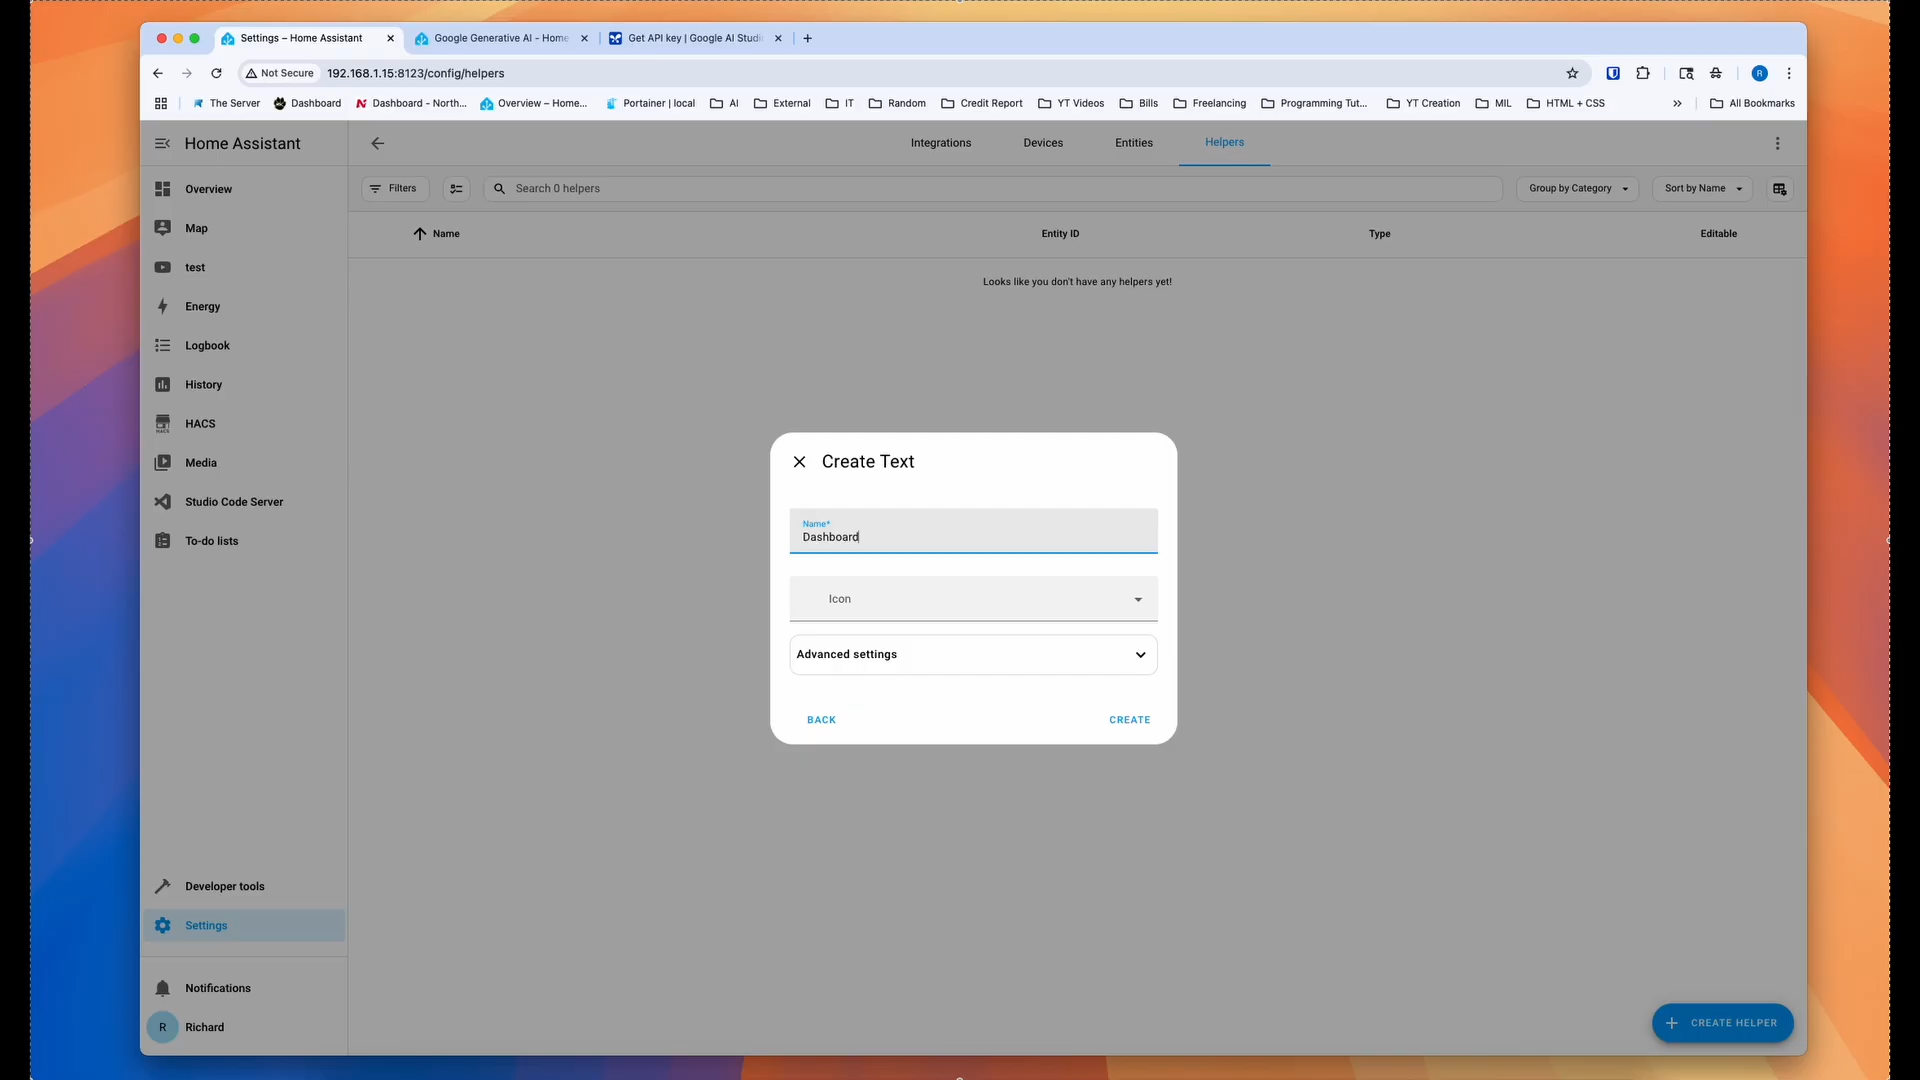 Settings – Home Assistant
Google Generative AI - Home
Get API key | Google AI Studi
Not Secure
192.168.1.15:8123/config/helpers
R
The Server
Dashboard
Dashboard - North...
Overview – Home...
Portainer | local
AI
External
IT
Random
Credit Report
YT Videos
Bills
Freelancing
Programming Tut...
YT Creation
MIL
HTML + CSS
All Bookmarks
Home Assistant
Integrations
Devices
Entities
Helpers
Overview
Filters
Search 0 helpers
Group by Category
Sort by Name
Map
Name
Entity ID
Type
Editable
test
Looks like you don't have any helpers yet!
Energy
Logbook
History
HACS
HACS
Media
Studio Code Server
To-do lists
Create Text
Name*
Dashboard
Icon
Advanced settings
BACK
CREATE
Developer tools
Settings
Notifications
R
Richard
CREATE HELPER